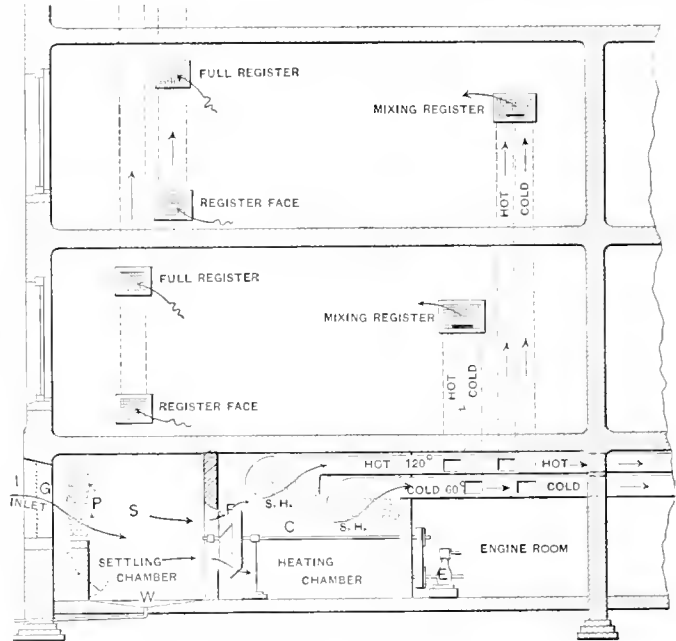 FULL REGISTER
MIXING REGISTER
REGISTER FACE
HOT
COLD
FULL REGISTER
MIXING REGISTER
HOT
COLD
REGISTER FACE
HOT 120° HOT
COLD 60° COLD
I
INLET
G
P
S
F
S.H.
S.H.
C
SETTLING
CHAMBER
HEATING
CHAMBER
ENGINE ROOM
E
W